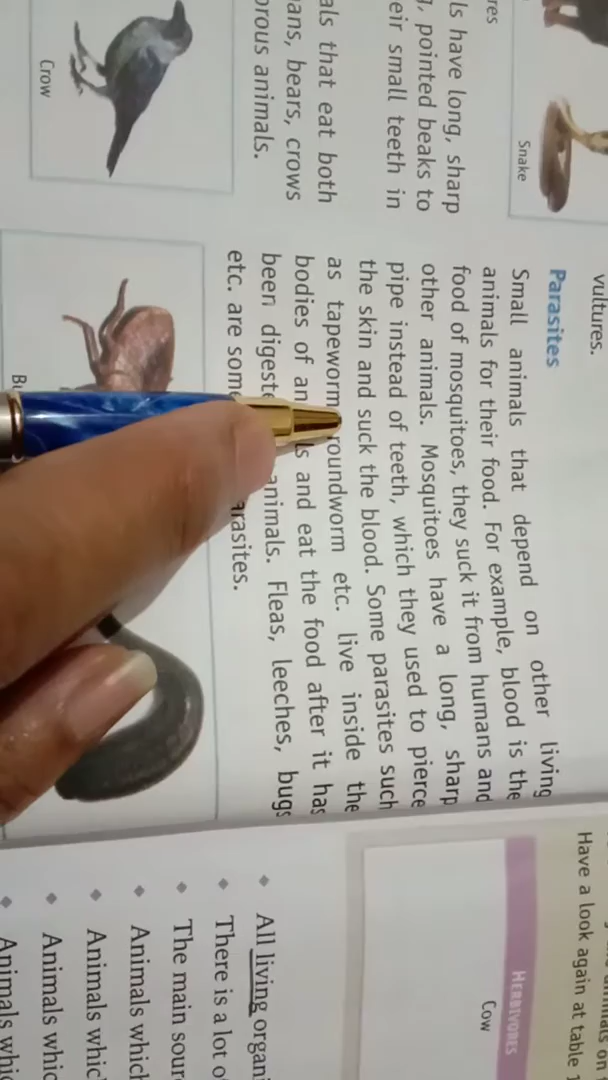 res
ls have long, sharp
pointed beaks to
eir small teeth in
als that eat both
ans, bears, crows
orous animals.
Crow
Snake
vultures.
Parasites
Small animals that depend on other living
animals for their food. For example, blood is the
food of mosquitoes, they suck it from humans and
other animals. Mosquitoes have a long, sharp
pipe instead of teeth, which they used to pierce
the skin and suck the blood. Some parasites such
as tapeworm roundworm etc. live inside the
bodies of an ls and eat the food after it has
been digeste animals. Fleas, leeches, bugs
etc. are som arasites.
Bu
Have a look again at table 1
HERBIVORES
Cow
All living organi
There is a lot o
The main sour
Animals which
Animals whic
Animals whic
Animals whic